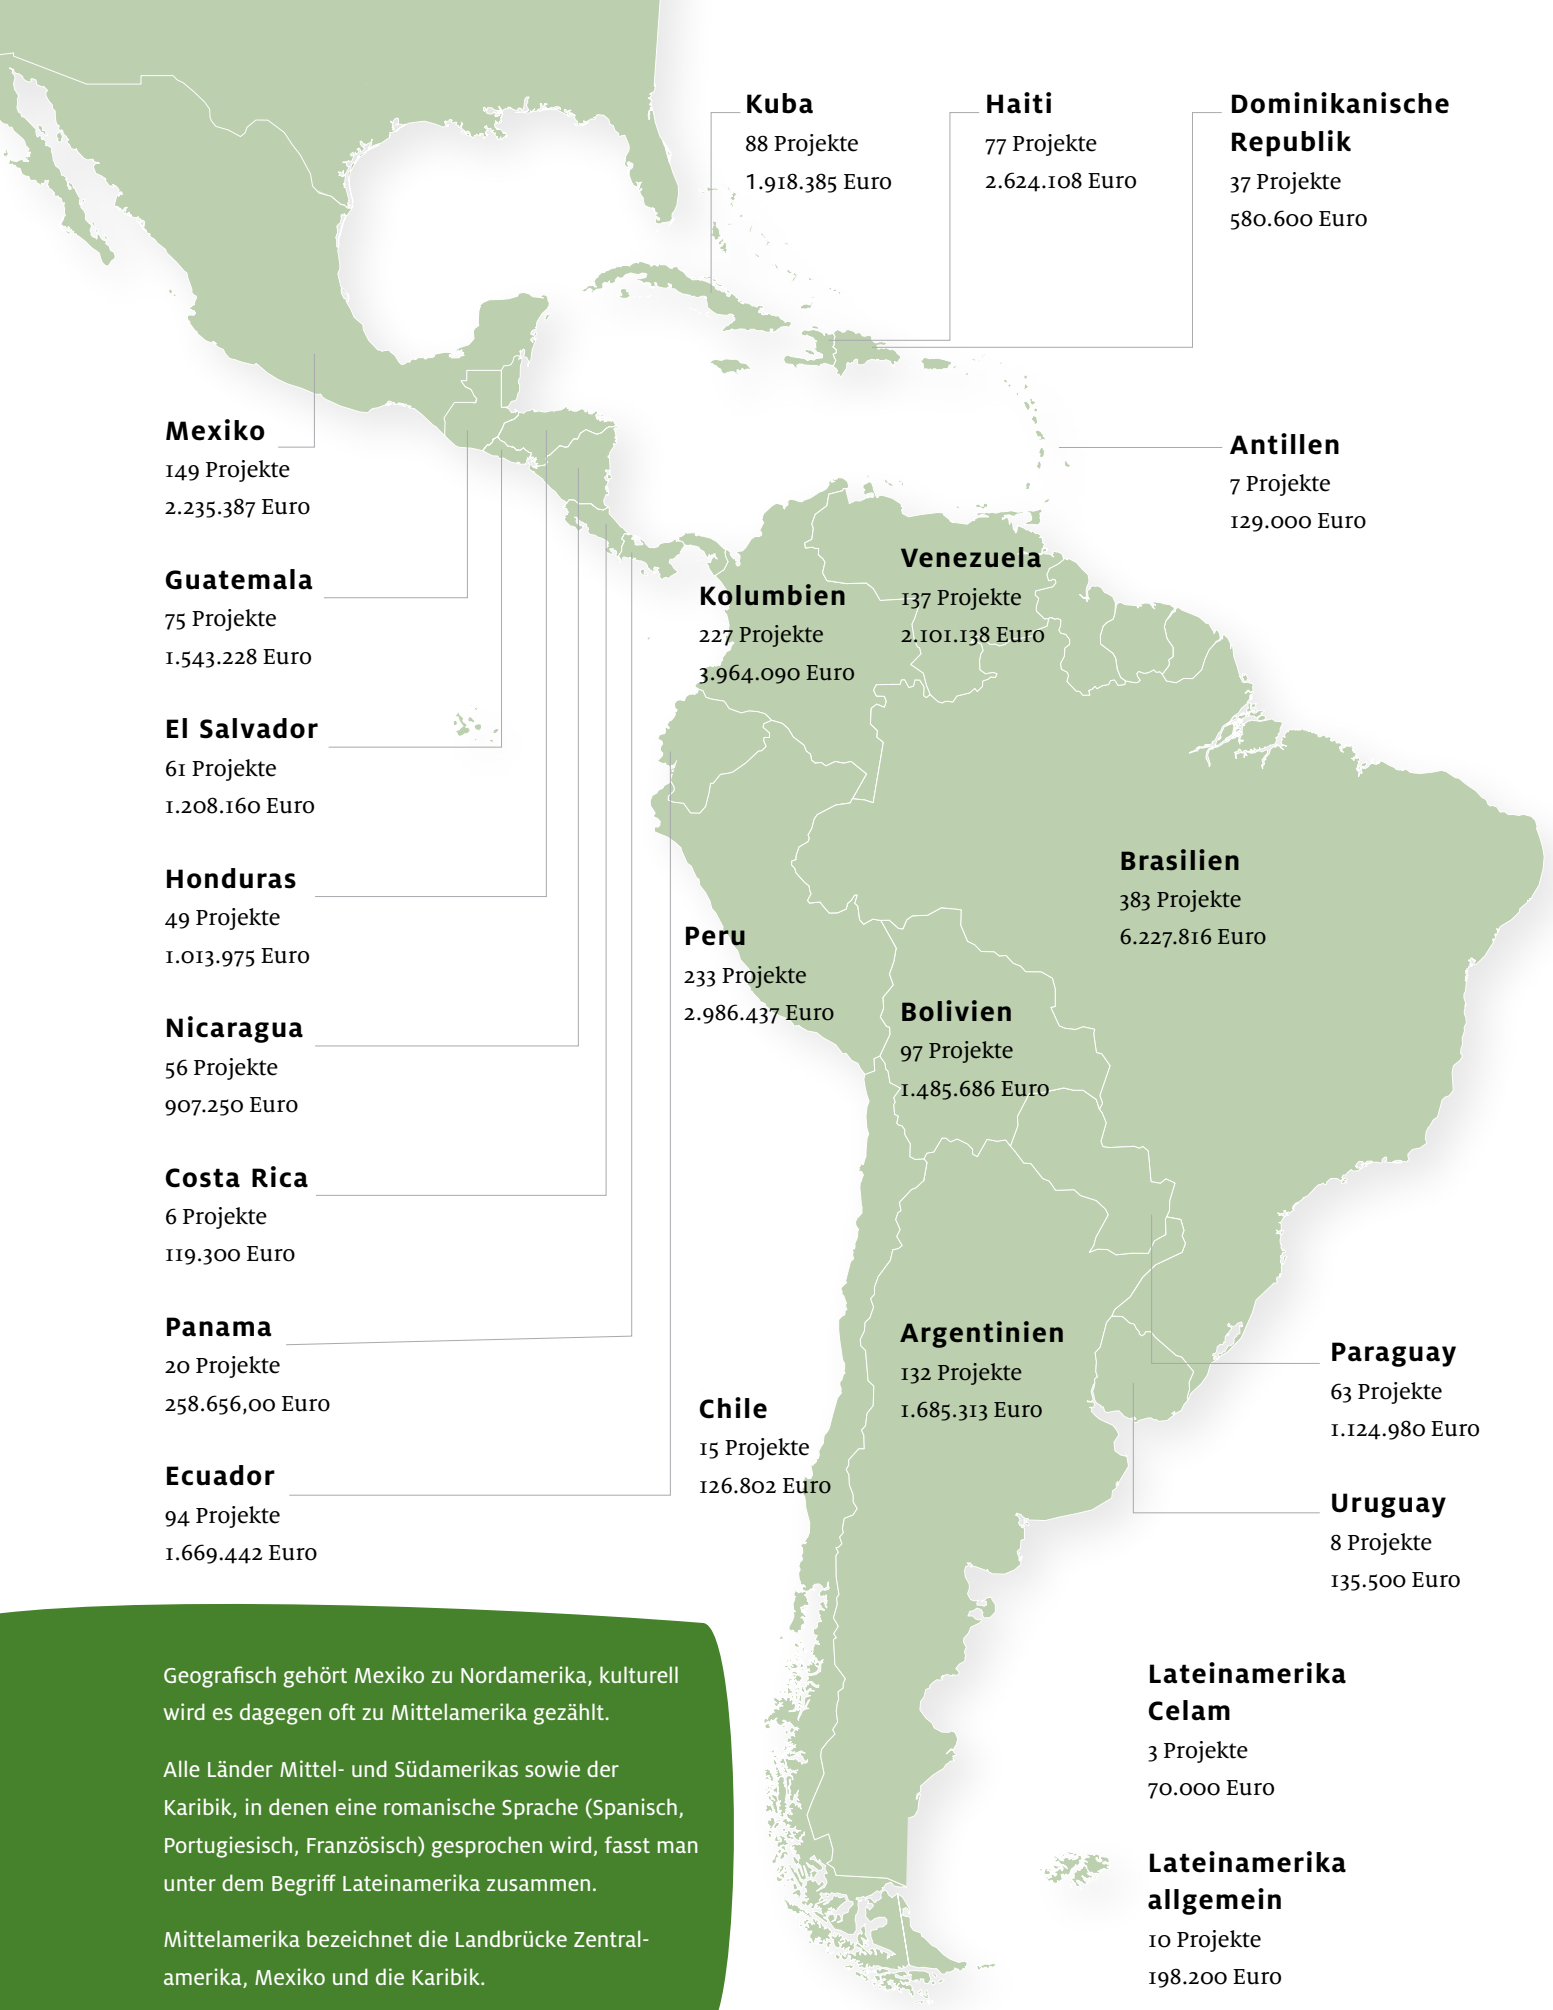 Kuba
88 Projekte
1.918.385 Euro
Haiti
77 Projekte
2.624.108 Euro
Dominikanische
Republik
37 Projekte
580.600 Euro
Mexiko
149 Projekte
2.235.387 Euro
Antillen
7 Projekte
129.000 Euro
Guatemala
75 Projekte
1.543.228 Euro
Kolumbien
227 Projekte
3.964.090 Euro
Venezuela
137 Projekte
2.101.138 Euro
El Salvador
61 Projekte
1.208.160 Euro
Honduras
49 Projekte
1.013.975 Euro
Brasilien
383 Projekte
6.227.816 Euro
Peru
233 Projekte
2.986.437 Euro
Bolivien
97 Projekte
1.485.686 Euro
Nicaragua
56 Projekte
907.250 Euro
Costa Rica
6 Projekte
119.300 Euro
Panama
20 Projekte
258.656,00 Euro
Argentinien
132 Projekte
1.685.313 Euro
Chile
15 Projekte
126.802 Euro
Paraguay
63 Projekte
1.124.980 Euro
Ecuador
94 Projekte
1.669.442 Euro
Uruguay
8 Projekte
135.500 Euro
Lateinamerika
Celam
3 Projekte
70.000 Euro
Lateinamerika
allgemein
10 Projekte
198.200 Euro
Geografisch gehört Mexiko zu Nordamerika, kulturell
wird es dagegen oft zu Mittelamerika gezählt.
Alle Länder Mittel- und Südamerikas sowie der
Karibik, in denen eine romanische Sprache (Spanisch,
Portugiesisch, Französisch) gesprochen wird, fasst man
unter dem Begriff Lateinamerika zusammen.
Mittelamerika bezeichnet die Landbrücke Zentral-
amerika, Mexiko und die Karibik.